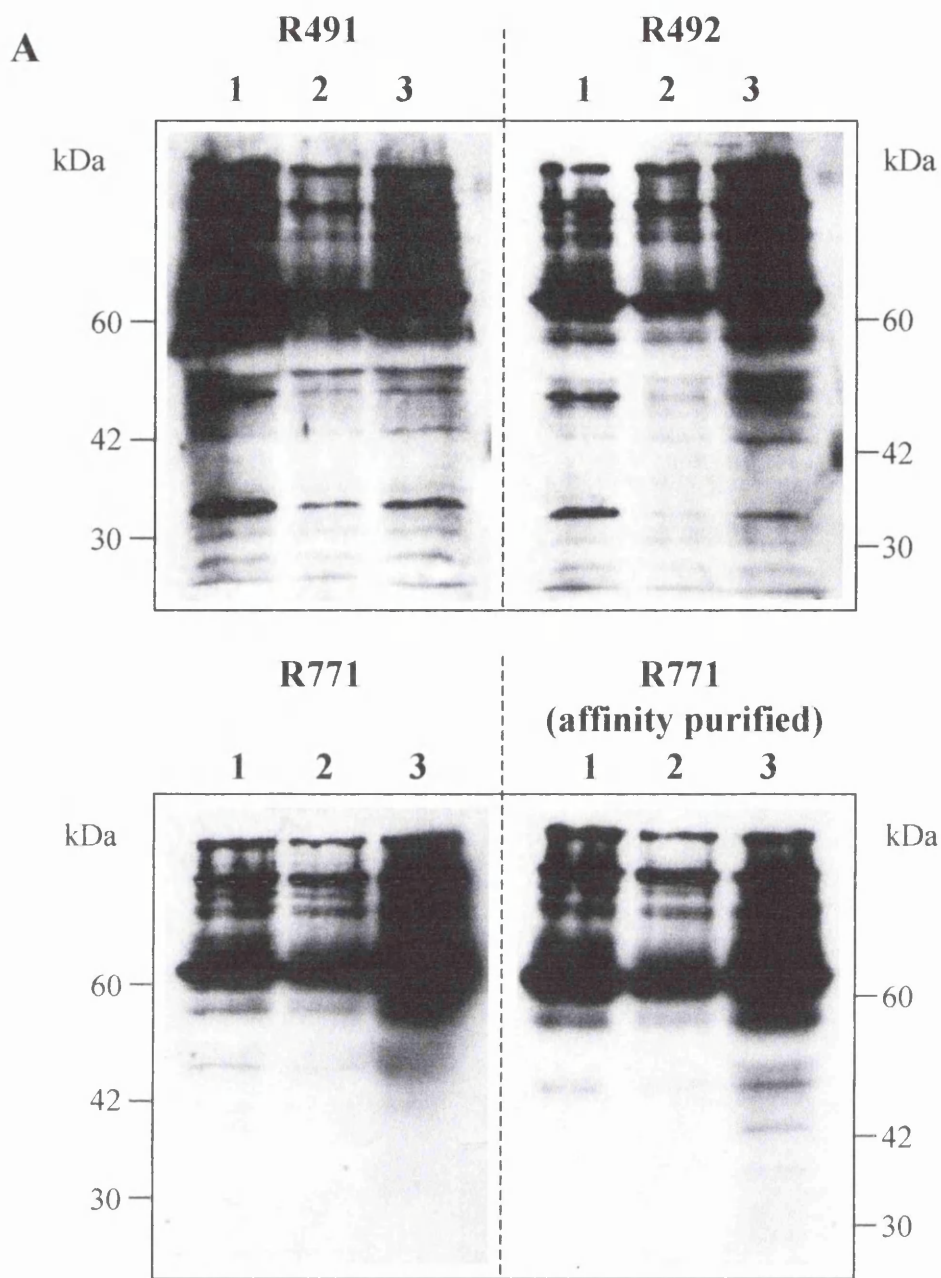 A
R491 R492
1 2 3 1 2 3
kDa kDa
60 60
42 42
30 30
R771 R771
(affinity purified)
1 2 3 1 2 3
kDa kDa
60 60
42 42
30 30